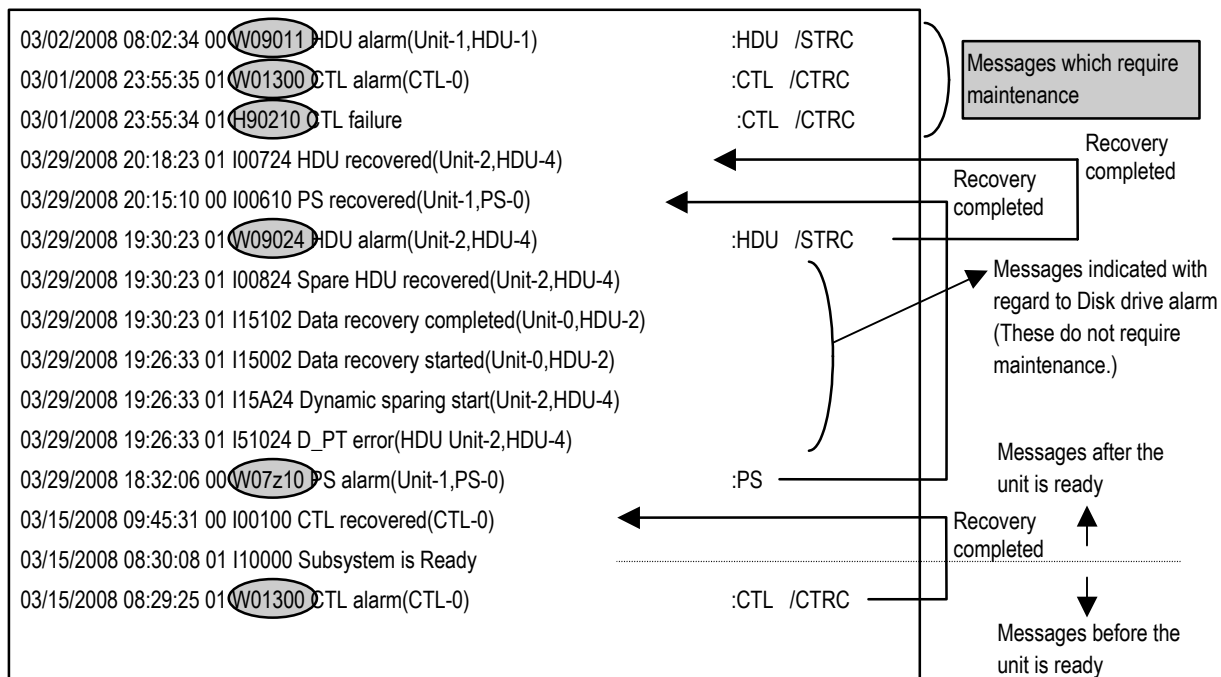 03/02/2008 08:02:34 00 W09011 HDU alarm(Unit-1,HDU-1) :HDU /STRC
03/01/2008 23:55:35 01 W01300 CTL alarm(CTL-0) :CTL /CTRC
03/01/2008 23:55:34 01 H90210 CTL failure :CTL /CTRC
03/29/2008 20:18:23 01 I00724 HDU recovered(Unit-2,HDU-4)
03/29/2008 20:15:10 00 I00610 PS recovered(Unit-1,PS-0)
03/29/2008 19:30:23 01 W09024 HDU alarm(Unit-2,HDU-4) :HDU /STRC
03/29/2008 19:30:23 01 I00824 Spare HDU recovered(Unit-2,HDU-4)
03/29/2008 19:30:23 01 I15102 Data recovery completed(Unit-0,HDU-2)
03/29/2008 19:26:33 01 I15002 Data recovery started(Unit-0,HDU-2)
03/29/2008 19:26:33 01 I15A24 Dynamic sparing start(Unit-2,HDU-4)
03/29/2008 19:26:33 01 I51024 D_PT error(HDU Unit-2,HDU-4)
03/29/2008 18:32:06 00 W07z10 PS alarm(Unit-1,PS-0) :PS
03/15/2008 09:45:31 00 I00100 CTL recovered(CTL-0)
03/15/2008 08:30:08 01 I10000 Subsystem is Ready
03/15/2008 08:29:25 01 W01300 CTL alarm(CTL-0) :CTL /CTRC
Messages which require
maintenance
Recovery
completed
Recovery
completed
Messages indicated with
regard to Disk drive alarm
(These do not require
maintenance.)
Messages after the
unit is ready
Recovery
completed
Messages before the
unit is ready